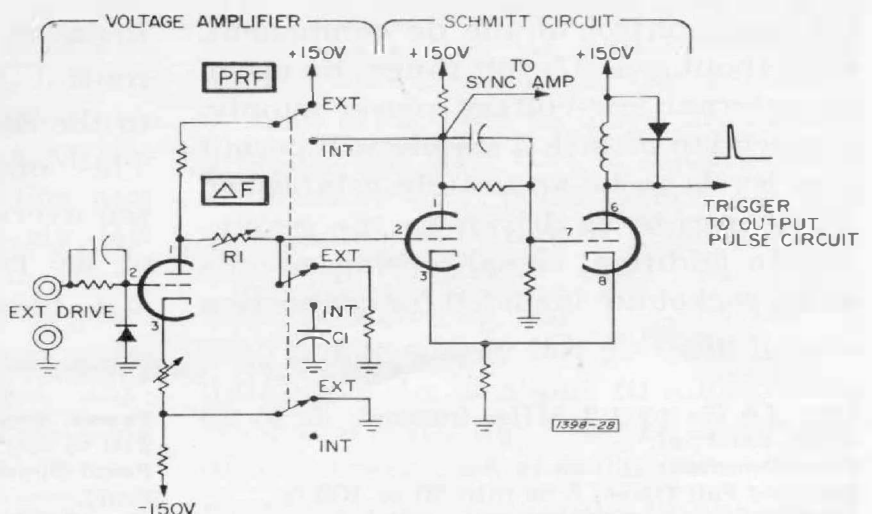 VOLTAGE AMPLIFIER
SCHMITT CIRCUIT
+150V
+150V
+150V
TO
SYNC AMP
PRF
EXT
INT
ΔF
R1
1
2
3
1
2
3
6
7
8
EXT DRIVE
EXT
INT
C1
EXT
INT
TRIGGER
TO OUTPUT
PULSE CIRCUIT
1398-28
-150V